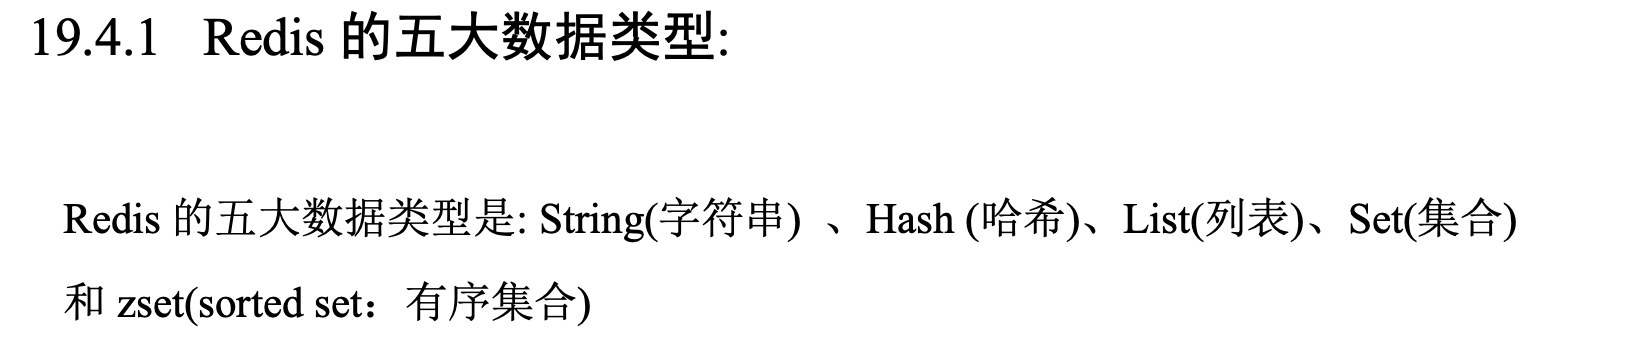 19.4.1 Redis 的五大数据类型:
Redis 的五大数据类型是: String(字符串) 、Hash (哈希)、List(列表)、Set(集合)
和 zset(sorted set：有序集合)